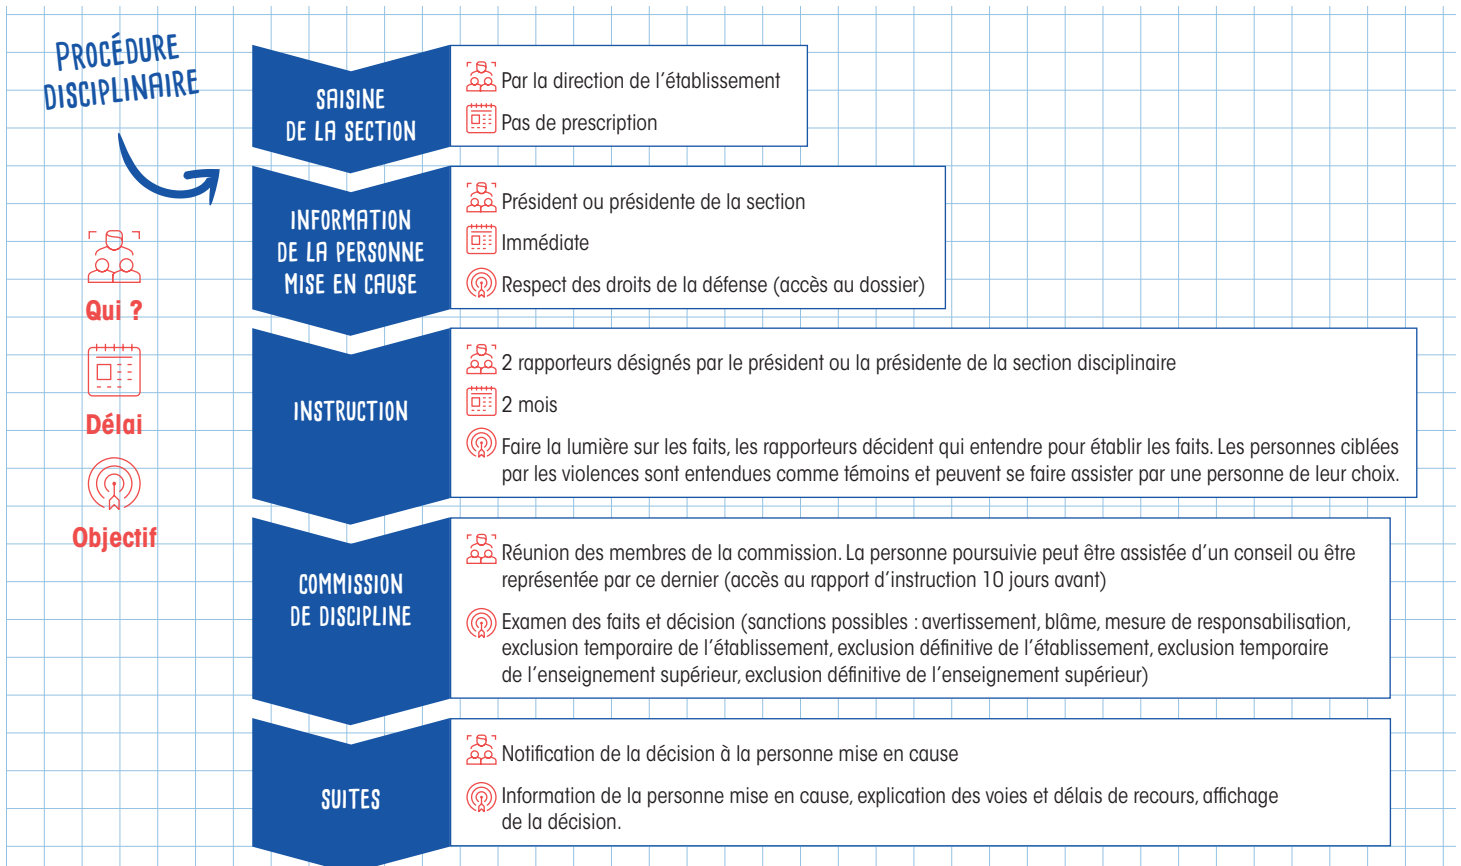 PROCÉDURE
DISCIPLINAIRE
Qui ?
Délai
Objectif
SAISINE
DE LA SECTION
Par la direction de l'établissement
Pas de prescription
INFORMATION
DE LA PERSONNE
MISE EN CAUSE
Président ou présidente de la section
Immédiate
Respect des droits de la défense (accès au dossier)
INSTRUCTION
2 rapporteurs désignés par le président ou la présidente de la section disciplinaire
2 mois
Faire la lumière sur les faits, les rapporteurs décident qui entendre pour établir les faits. Les personnes ciblées
par les violences sont entendues comme témoins et peuvent se faire assister par une personne de leur choix.
COMMISSION
DE DISCIPLINE
Réunion des membres de la commission. La personne poursuivie peut être assistée d'un conseil ou être
représentée par ce dernier (accès au rapport d'instruction 10 jours avant)
Examen des faits et décision (sanctions possibles : avertissement, blâme, mesure de responsabilisation,
exclusion temporaire de l'établissement, exclusion définitive de l'établissement, exclusion temporaire
de l'enseignement supérieur, exclusion définitive de l'enseignement supérieur)
SUITES
Notification de la décision à la personne mise en cause
Information de la personne mise en cause, explication des voies et délais de recours, affichage
de la décision.